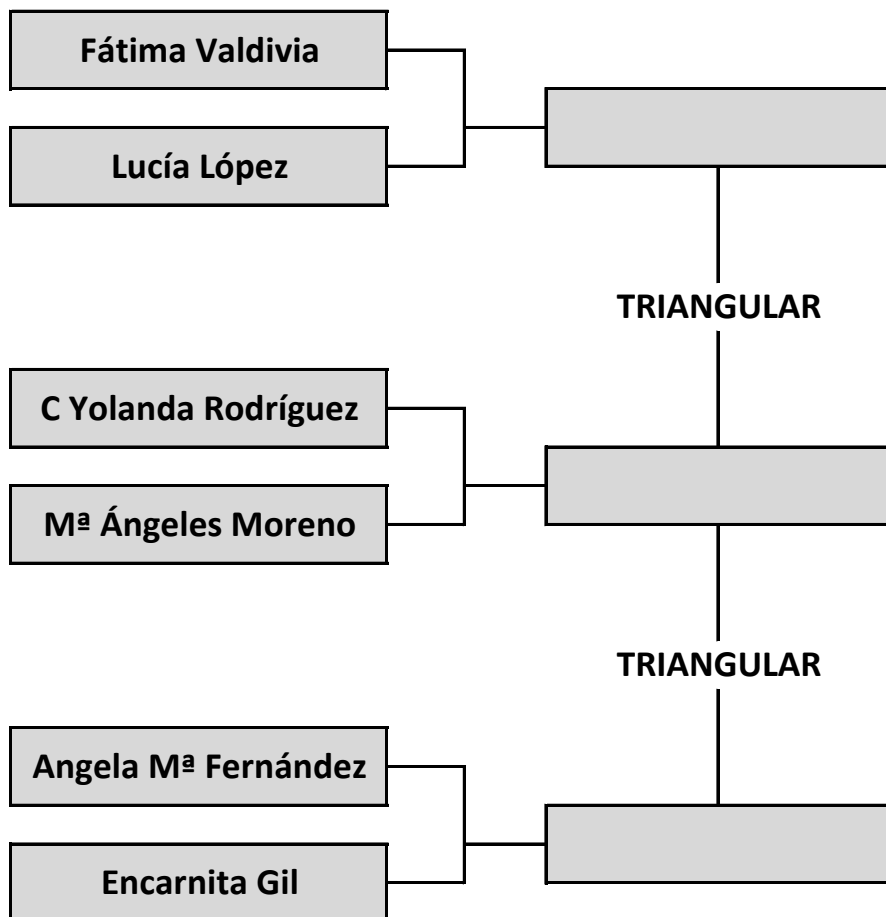 Fátima Valdivia
Lucía López
TRIANGULAR
C Yolanda Rodríguez
Mª Ángeles Moreno
TRIANGULAR
Angela Mª Fernández
Encarnita Gil